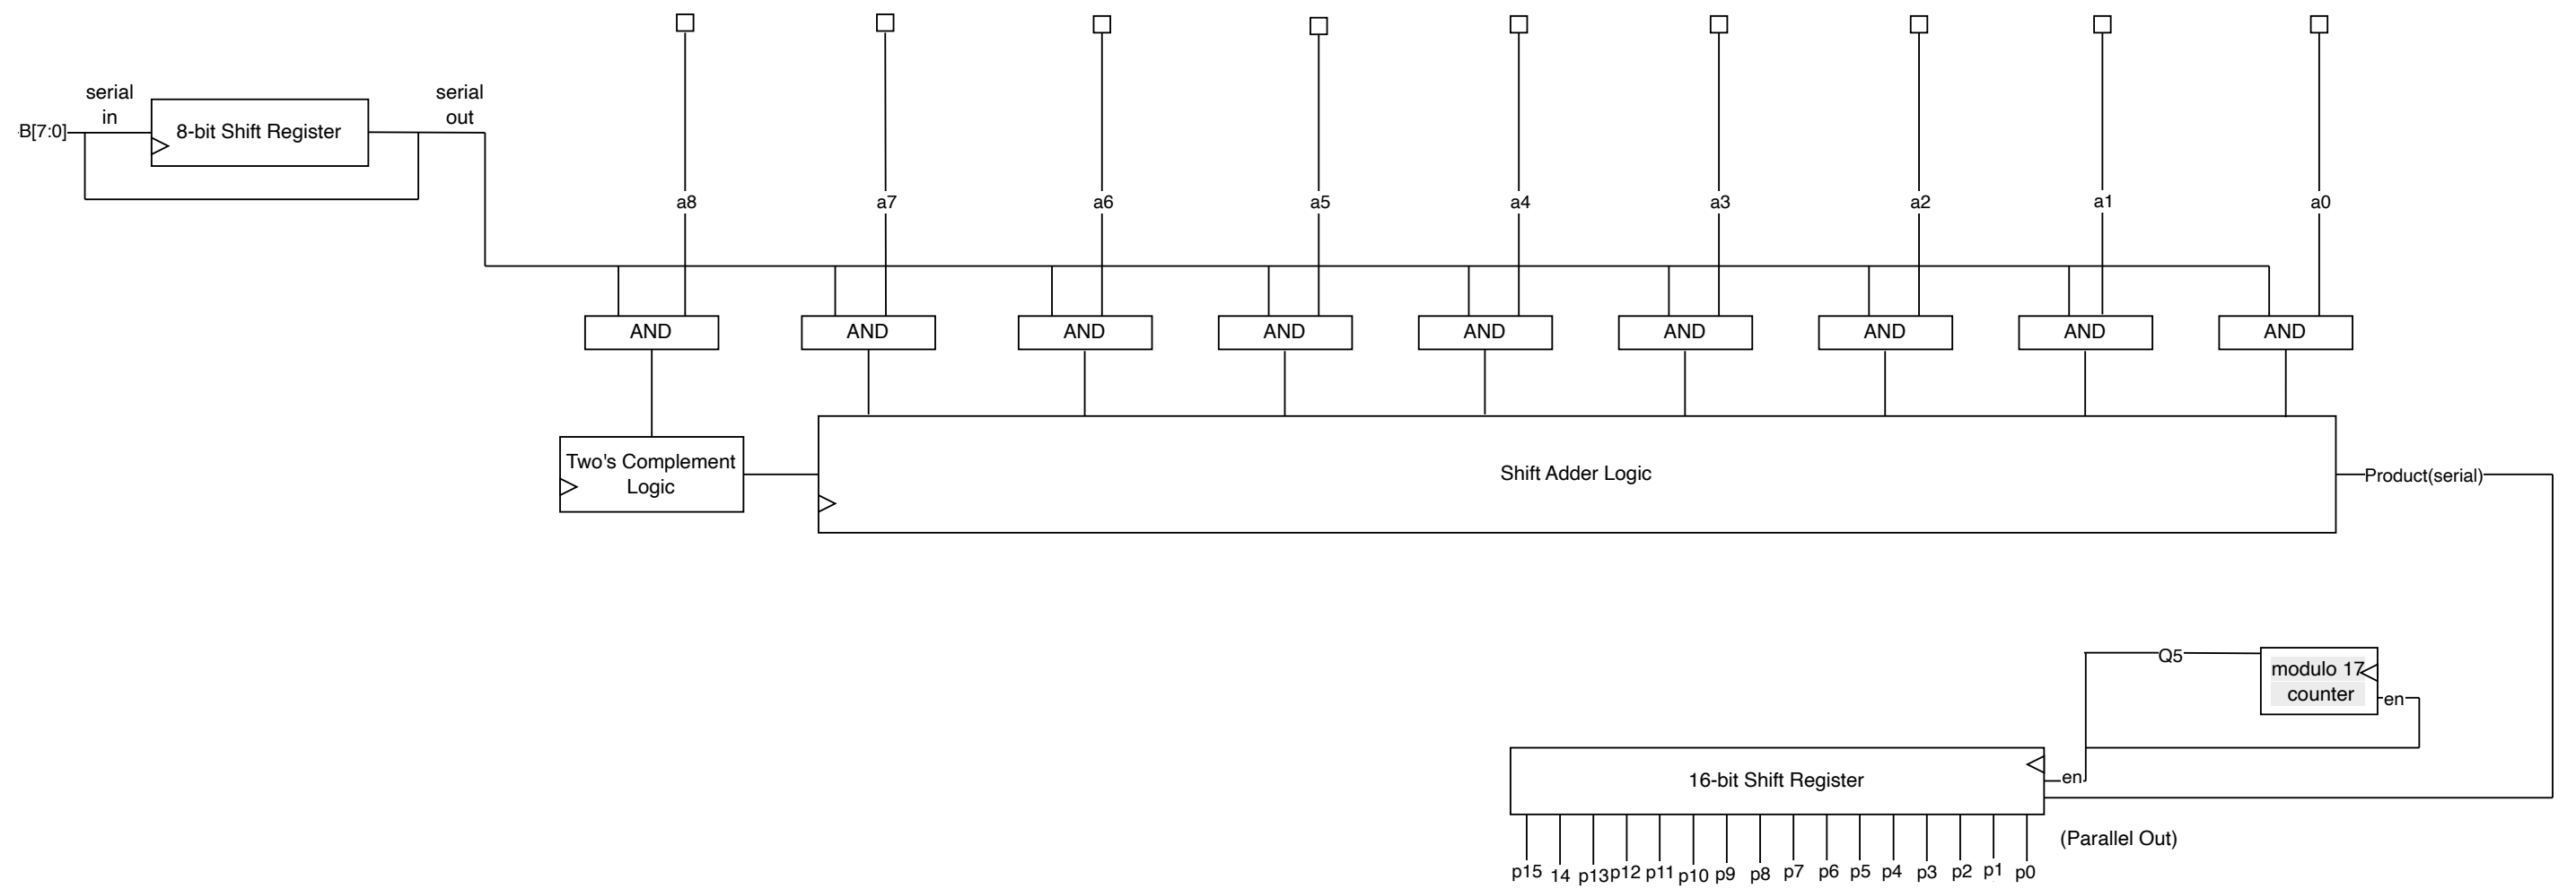 serial
in
serial
out
B[7:0]
8-bit Shift Register
a8
a7
a6
a5
a4
a3
a2
a1
a0
AND
AND
AND
AND
AND
AND
AND
AND
AND
Two's Complement
Logic
Shift Adder Logic
Product(serial)
Q5
modulo 17
counter
en
16-bit Shift Register
en
(Parallel Out)
p15
14
p13
p12
p11
p10
p9
p8
p7
p6
p5
p4
p3
p2
p1
p0